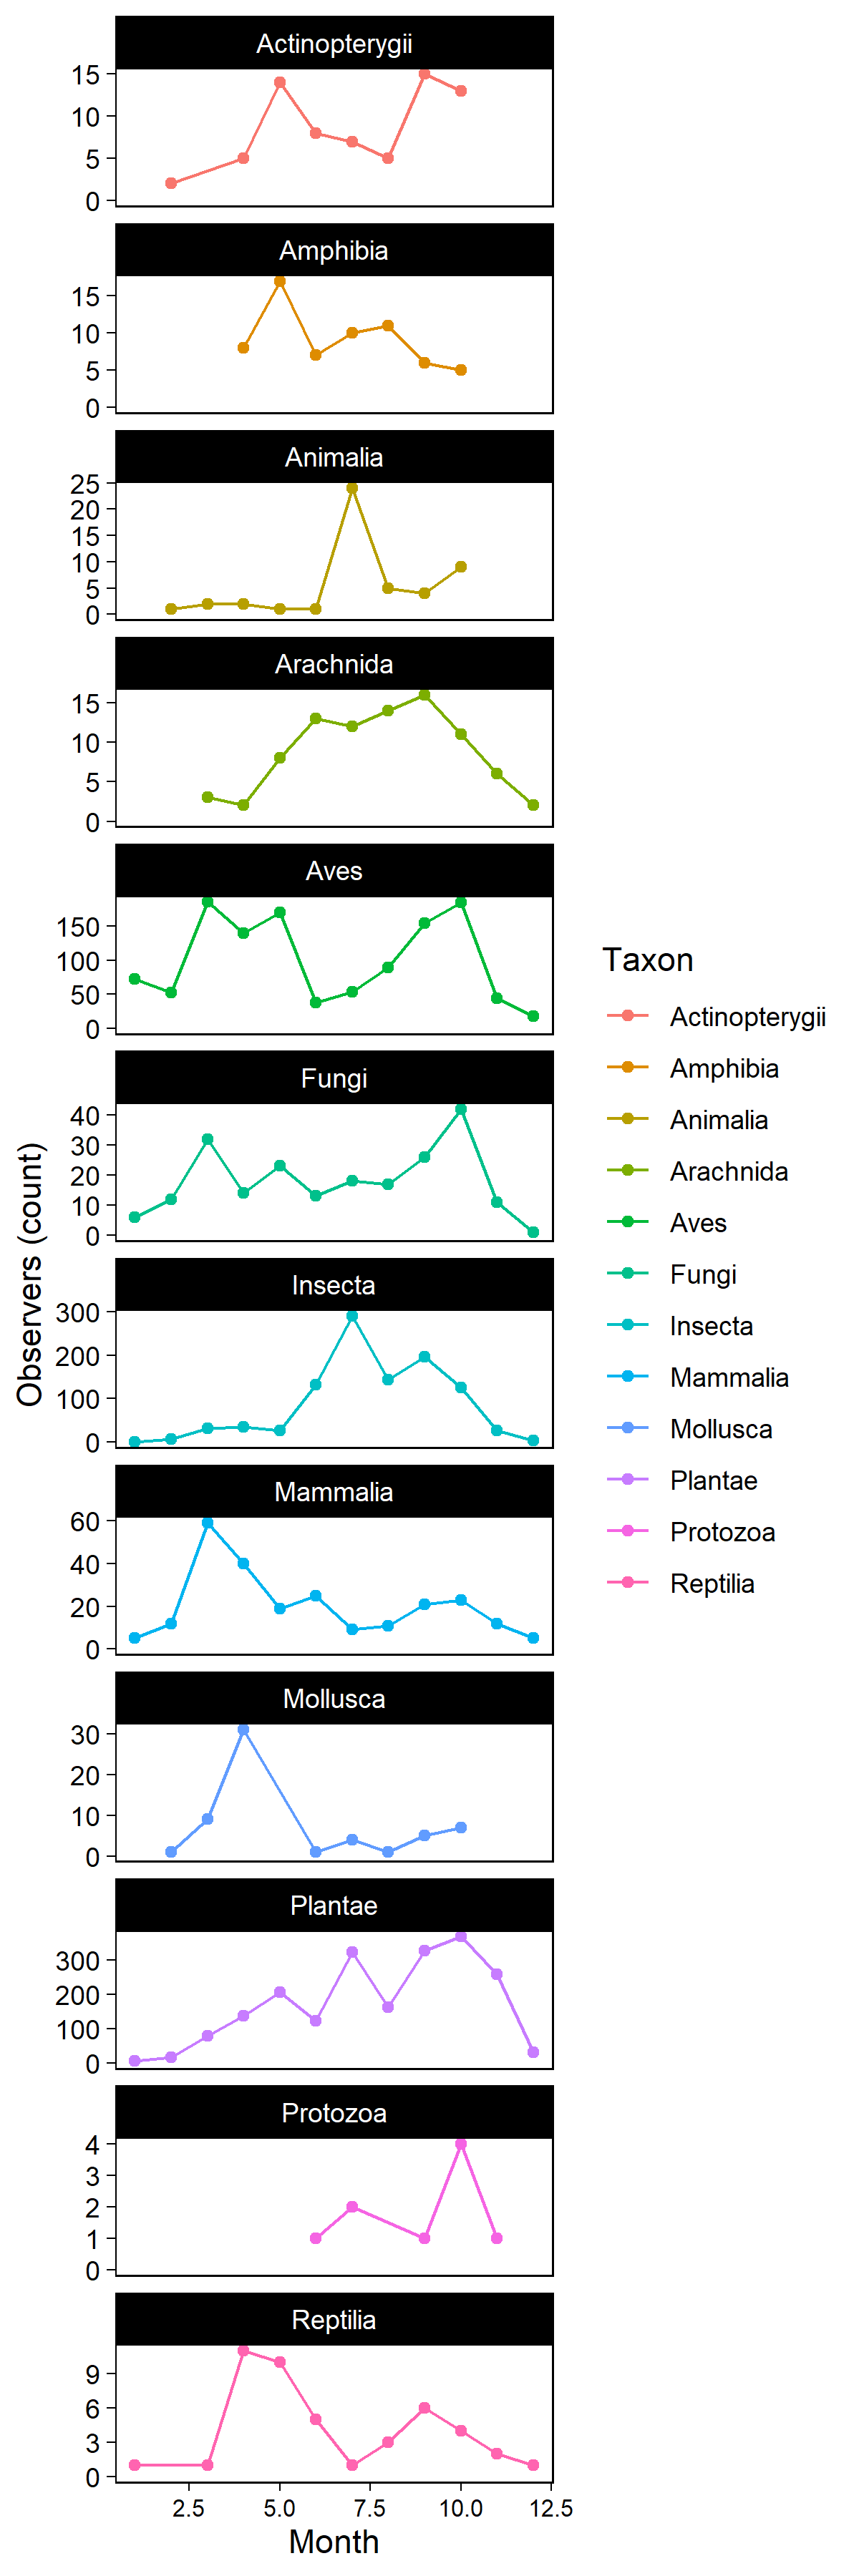 Actinopterygii
15
10
5
0
Amphibia
15
10
5
0
Animalia
25
20
15
10
5
0
Arachnida
15
10
5
0
Aves
150
100
50
0
Fungi
40
30
20
10
0
Insecta
300
200
100
0
Mammalia
60
40
20
0
Mollusca
30
20
10
0
Plantae
300
200
100
0
Protozoa
4
3
2
1
0
Reptilia
9
6
3
0
2.5 5.0 7.5 10.0 12.5
Month
Observers (count)
Taxon
Actinopterygii
Amphibia
Animalia
Arachnida
Aves
Fungi
Insecta
Mammalia
Mollusca
Plantae
Protozoa
Reptilia